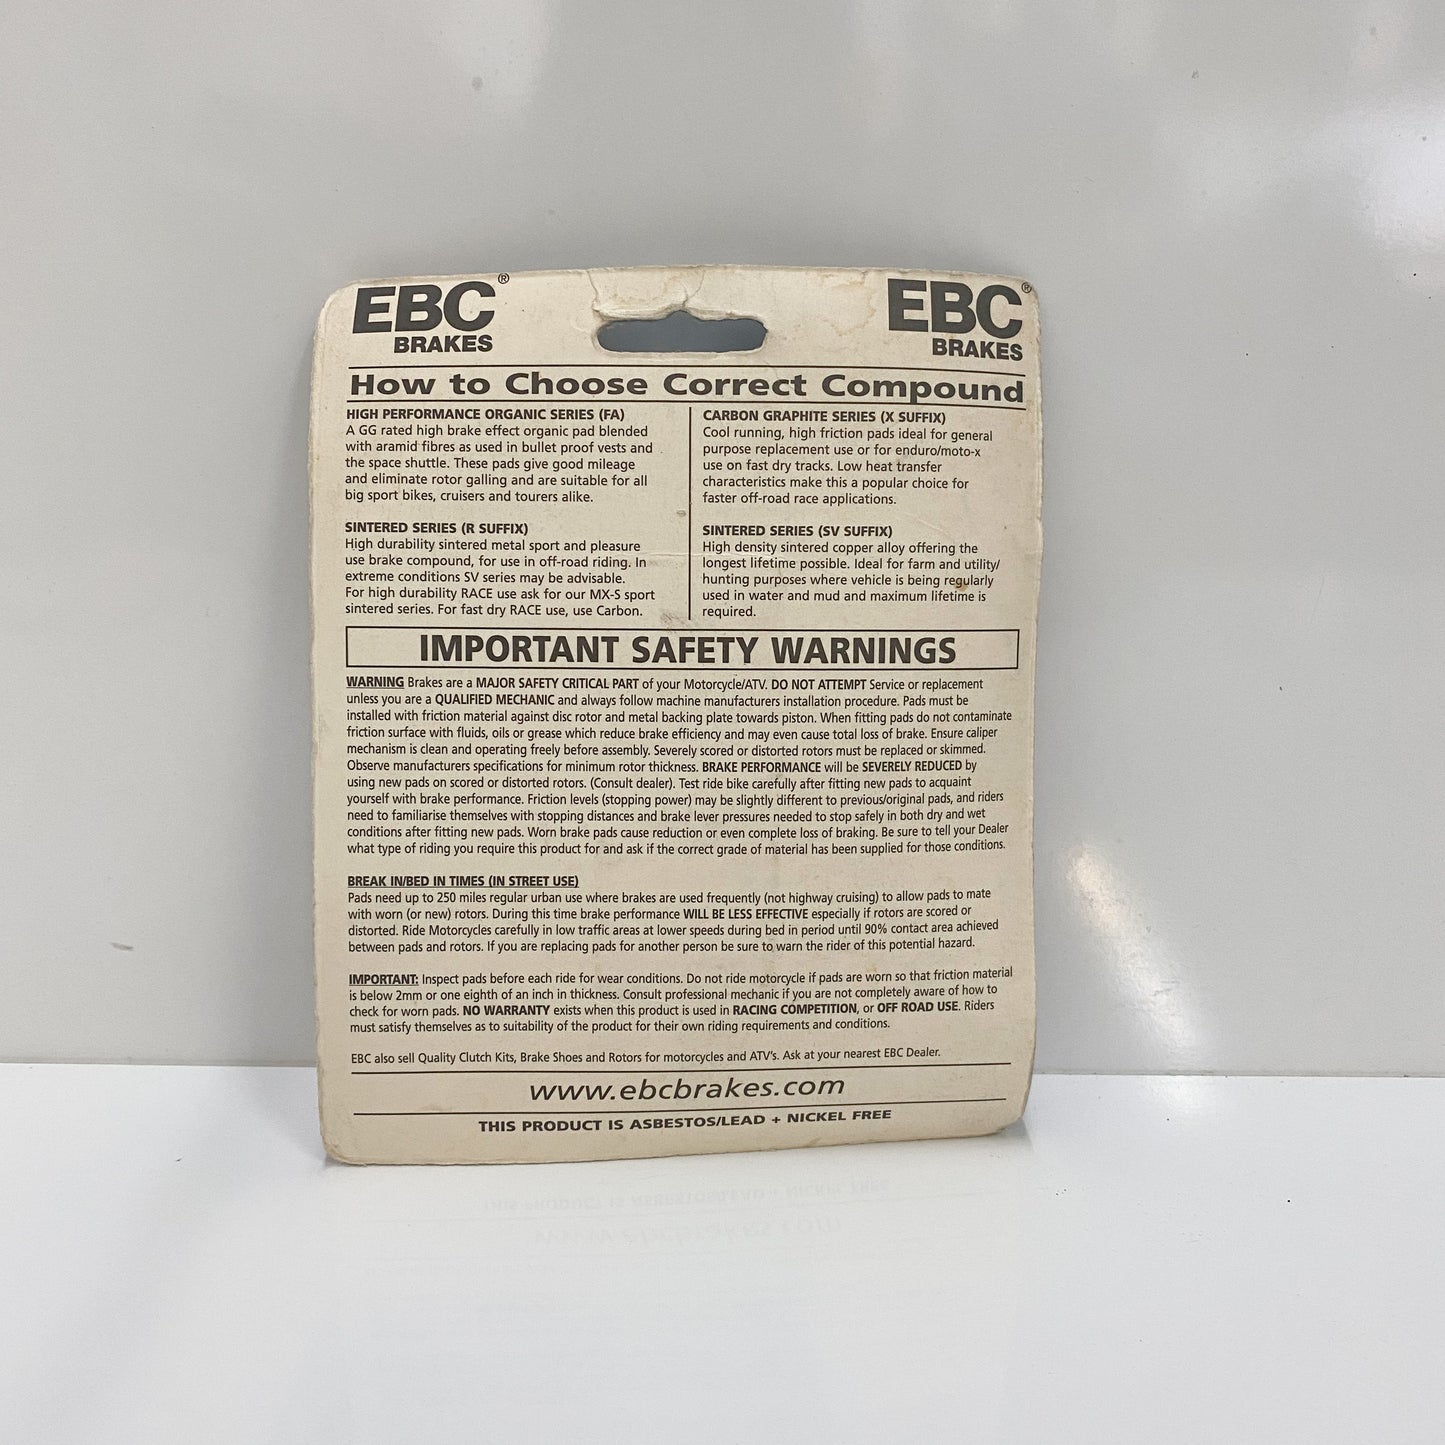 EBC®
BRAKES
EBC®
BRAKES
How to Choose Correct Compound
HIGH PERFORMANCE ORGANIC SERIES (FA)
A GG rated high brake effect organic pad blended
with aramid fibres as used in bullet proof vests and
the space shuttle. These pads give good mileage
and eliminate rotor galling and are suitable for all
big sport bikes, cruisers and tourers alike.
SINTERED SERIES (R SUFFIX)
High durability sintered metal sport and pleasure
use brake compound, for use in off-road riding. In
extreme conditions SV series may be advisable.
For high durability RACE use ask for our MX-S sport
sintered series. For fast dry RACE use, use Carbon.
CARBON GRAPHITE SERIES (X SUFFIX)
Cool running, high friction pads ideal for general
purpose replacement use or for enduro/moto-x
use on fast dry tracks. Low heat transfer
characteristics make this a popular choice for
faster off-road race applications.
SINTERED SERIES (SV SUFFIX)
High density sintered copper alloy offering the
longest lifetime possible. Ideal for farm and utility/
hunting purposes where vehicle is being regularly
used in water and mud and maximum lifetime is
required.
IMPORTANT SAFETY WARNINGS
WARNING Brakes are a MAJOR SAFETY CRITICAL PART of your Motorcycle/ATV. DO NOT ATTEMPT Service or replacement
unless you are a QUALIFIED MECHANIC and always follow machine manufacturers installation procedure. Pads must be
installed with friction material against disc rotor and metal backing plate towards piston. When fitting pads do not contaminate
friction surface with fluids, oils or grease which reduce brake efficiency and may even cause total loss of brake. Ensure caliper
mechanism is clean and operating freely before assembly. Severely scored or distorted rotors must be replaced or skimmed.
Observe manufacturers specifications for minimum rotor thickness. BRAKE PERFORMANCE will be SEVERELY REDUCED by
using new pads on scored or distorted rotors. (Consult dealer). Test ride bike carefully after fitting new pads to acquaint
yourself with brake performance. Friction levels (stopping power) may be slightly different to previous/original pads, and riders
need to familiarise themselves with stopping distances and brake lever pressures needed to stop safely in both dry and wet
conditions after fitting new pads. Worn brake pads cause reduction or even complete loss of braking. Be sure to tell your Dealer
what type of riding you require this product for and ask if the correct grade of material has been supplied for those conditions.
BREAK IN/BED IN TIMES (IN STREET USE)
Pads need up to 250 miles regular urban use where brakes are used frequently (not highway cruising) to allow pads to mate
with worn (or new) rotors. During this time brake performance WILL BE LESS EFFECTIVE especially if rotors are scored or
distorted. Ride Motorcycles carefully in low traffic areas at lower speeds during bed in period until 90% contact area achieved
between pads and rotors. If you are replacing pads for another person be sure to warn the rider of this potential hazard.
IMPORTANT: Inspect pads before each ride for wear conditions. Do not ride motorcycle if pads are worn so that friction material
is below 2mm or one eighth of an inch in thickness. Consult professional mechanic if you are not completely aware of how to
check for worn pads. NO WARRANTY exists when this product is used in RACING COMPETITION, or OFF ROAD USE. Riders
must satisfy themselves as to suitability of the product for their own riding requirements and conditions.
EBC also sell Quality Clutch Kits, Brake Shoes and Rotors for motorcycles and ATV's. Ask at your nearest EBC Dealer.
www.ebcbrakes.com
THIS PRODUCT IS ASBESTOS/LEAD + NICKEL FREE